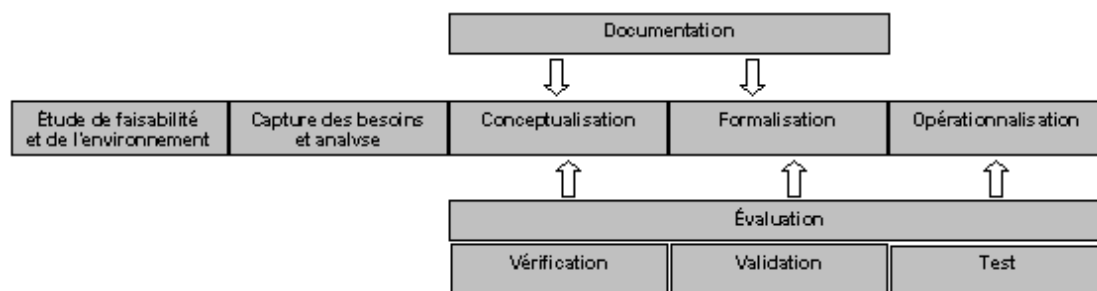 Documentation
Étude de faisabilité
et de l'environnement
Capture des besoins
et analyse
Conceptualisation
Formalisation
Opérationnalisation
Évaluation
Vérification
Validation
Test